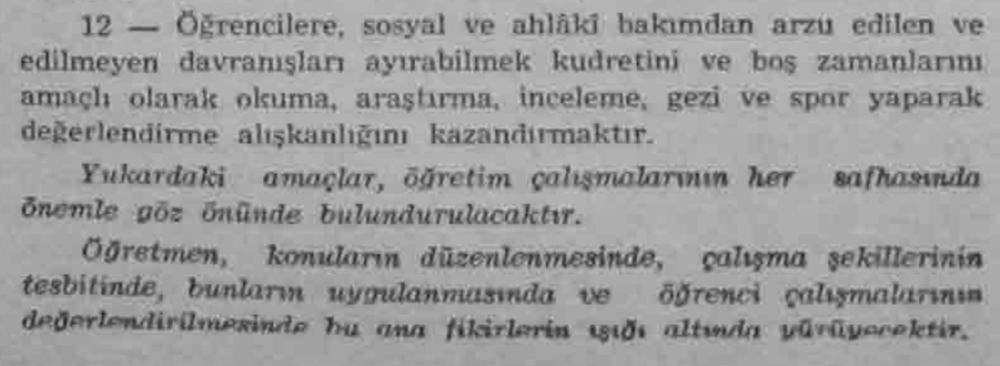 12 — Öğrencilere, sosyal ve ahlâkî bakımdan arzu edilen ve
edilmeyen davranışları ayırabilmek kudretini ve boş zamanlarını
amaçlı olarak okuma, araştırma, inceleme, gezi ve spor yaparak
değerlendirme alışkanlığını kazandırmaktır.
Yukardaki amaçlar, öğretim çalışmalarının her safhasında
önemle göz önünde bulundurulacaktır.
Öğretmen, konuların düzenlenmesinde, çalışma şekillerinin
tesbitinde, bunların uygulanmasında ve öğrenci çalışmalarının
değerlendirilmesinde bu ana fikirlerin ışığı altında yürüyecektir.